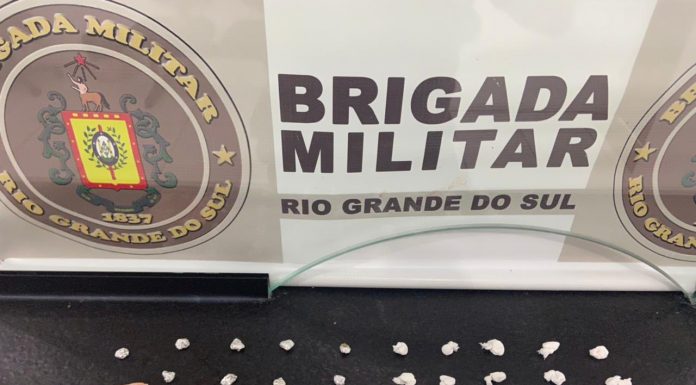 BRIGADA MILITAR
1837
RIO GRANDE DO SUL
BRIGADA
MILITAR
RIO GRANDE DO SUL